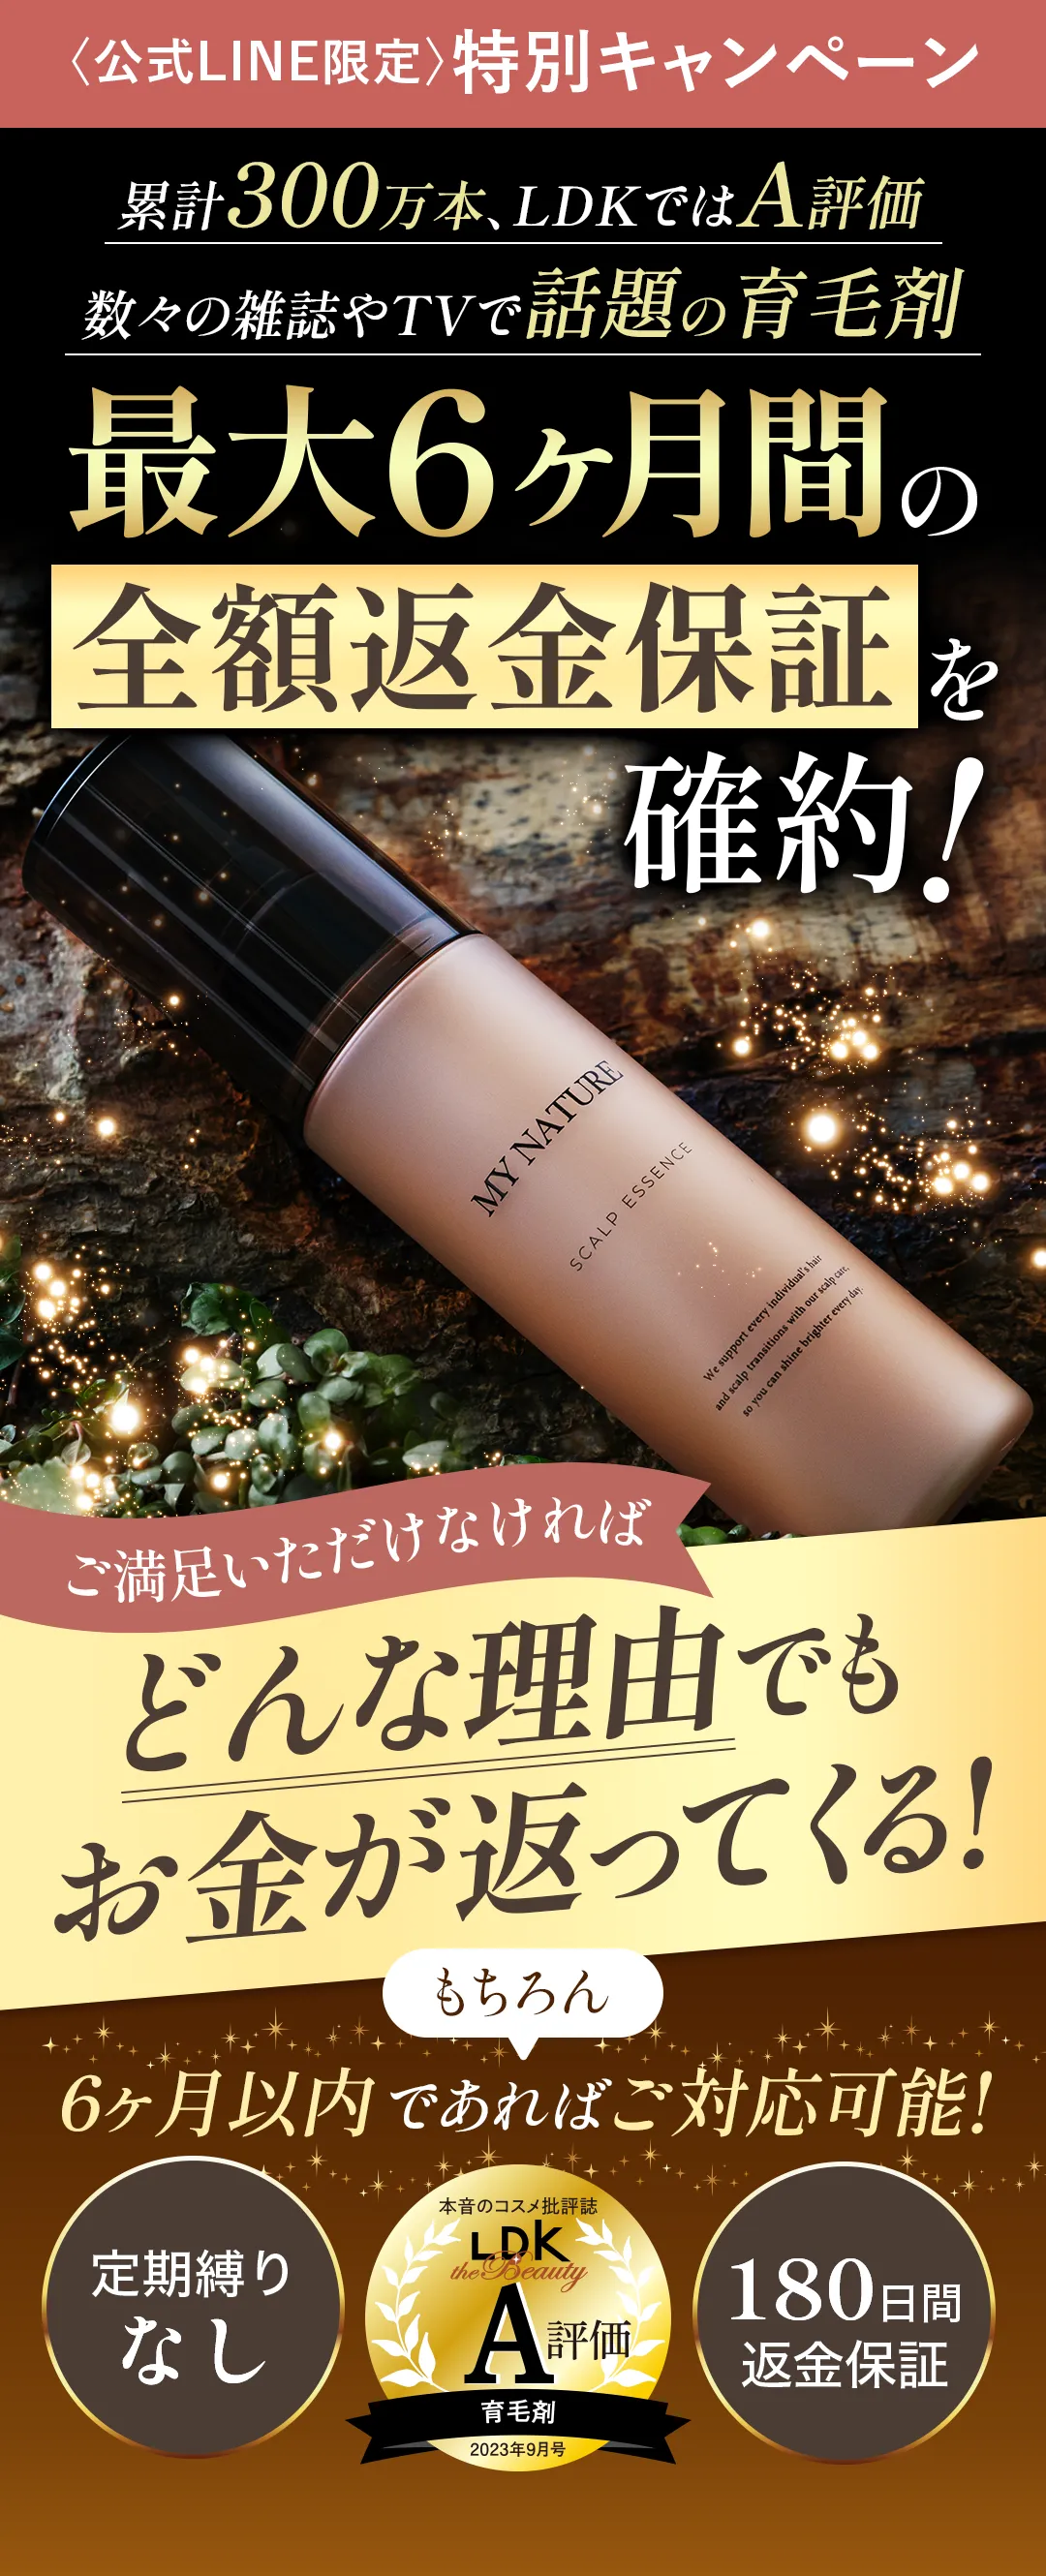 〈公式LINE限定〉特別キャンペーン
累計300万本、LDKではA評価
数々の雑誌やTVで話題の育毛剤
最大6ヶ月間の
全額返金保証を
確約!
MY NATURE
SCALP ESSENCE
We support every individual's hair
and scalp transitions with our scalp care,
so you can shine brighter every day.
ご満足いただけなければ
どんな理由でも
お金が返ってくる!
もちろん
6ヶ月以内であればご対応可能!
定期縛り
なし
本音のコスメ批評誌
LDK
the Beauty
A評価
育毛剤
2023年9月号
180日間
返金保証